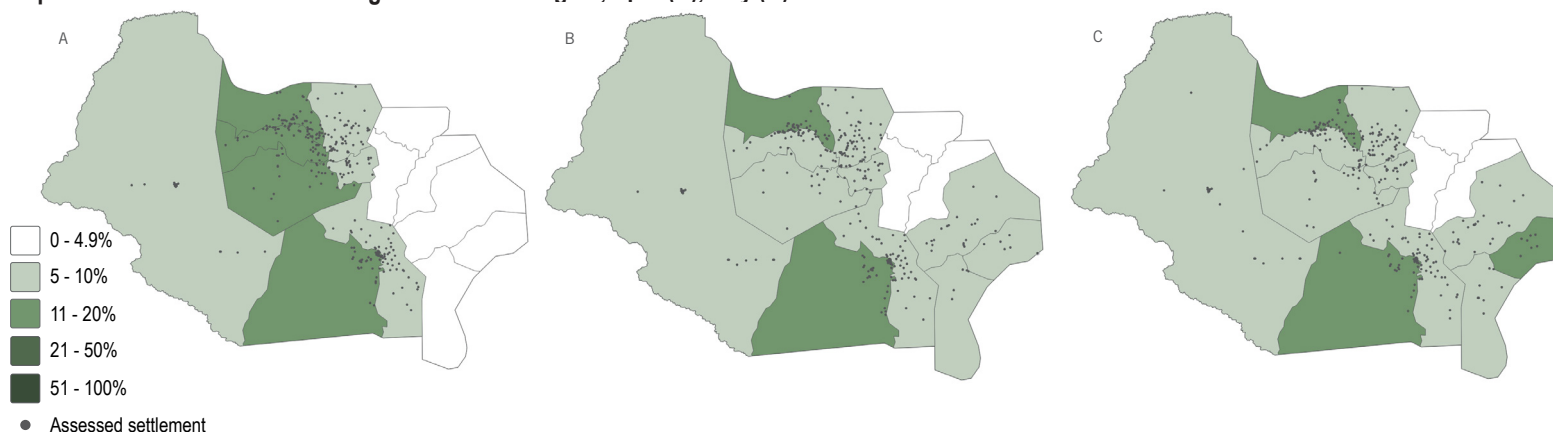 A
B
C
0 - 4.9%
5 - 10%
11 - 20%
21 - 50%
51 - 100%
Assessed settlement